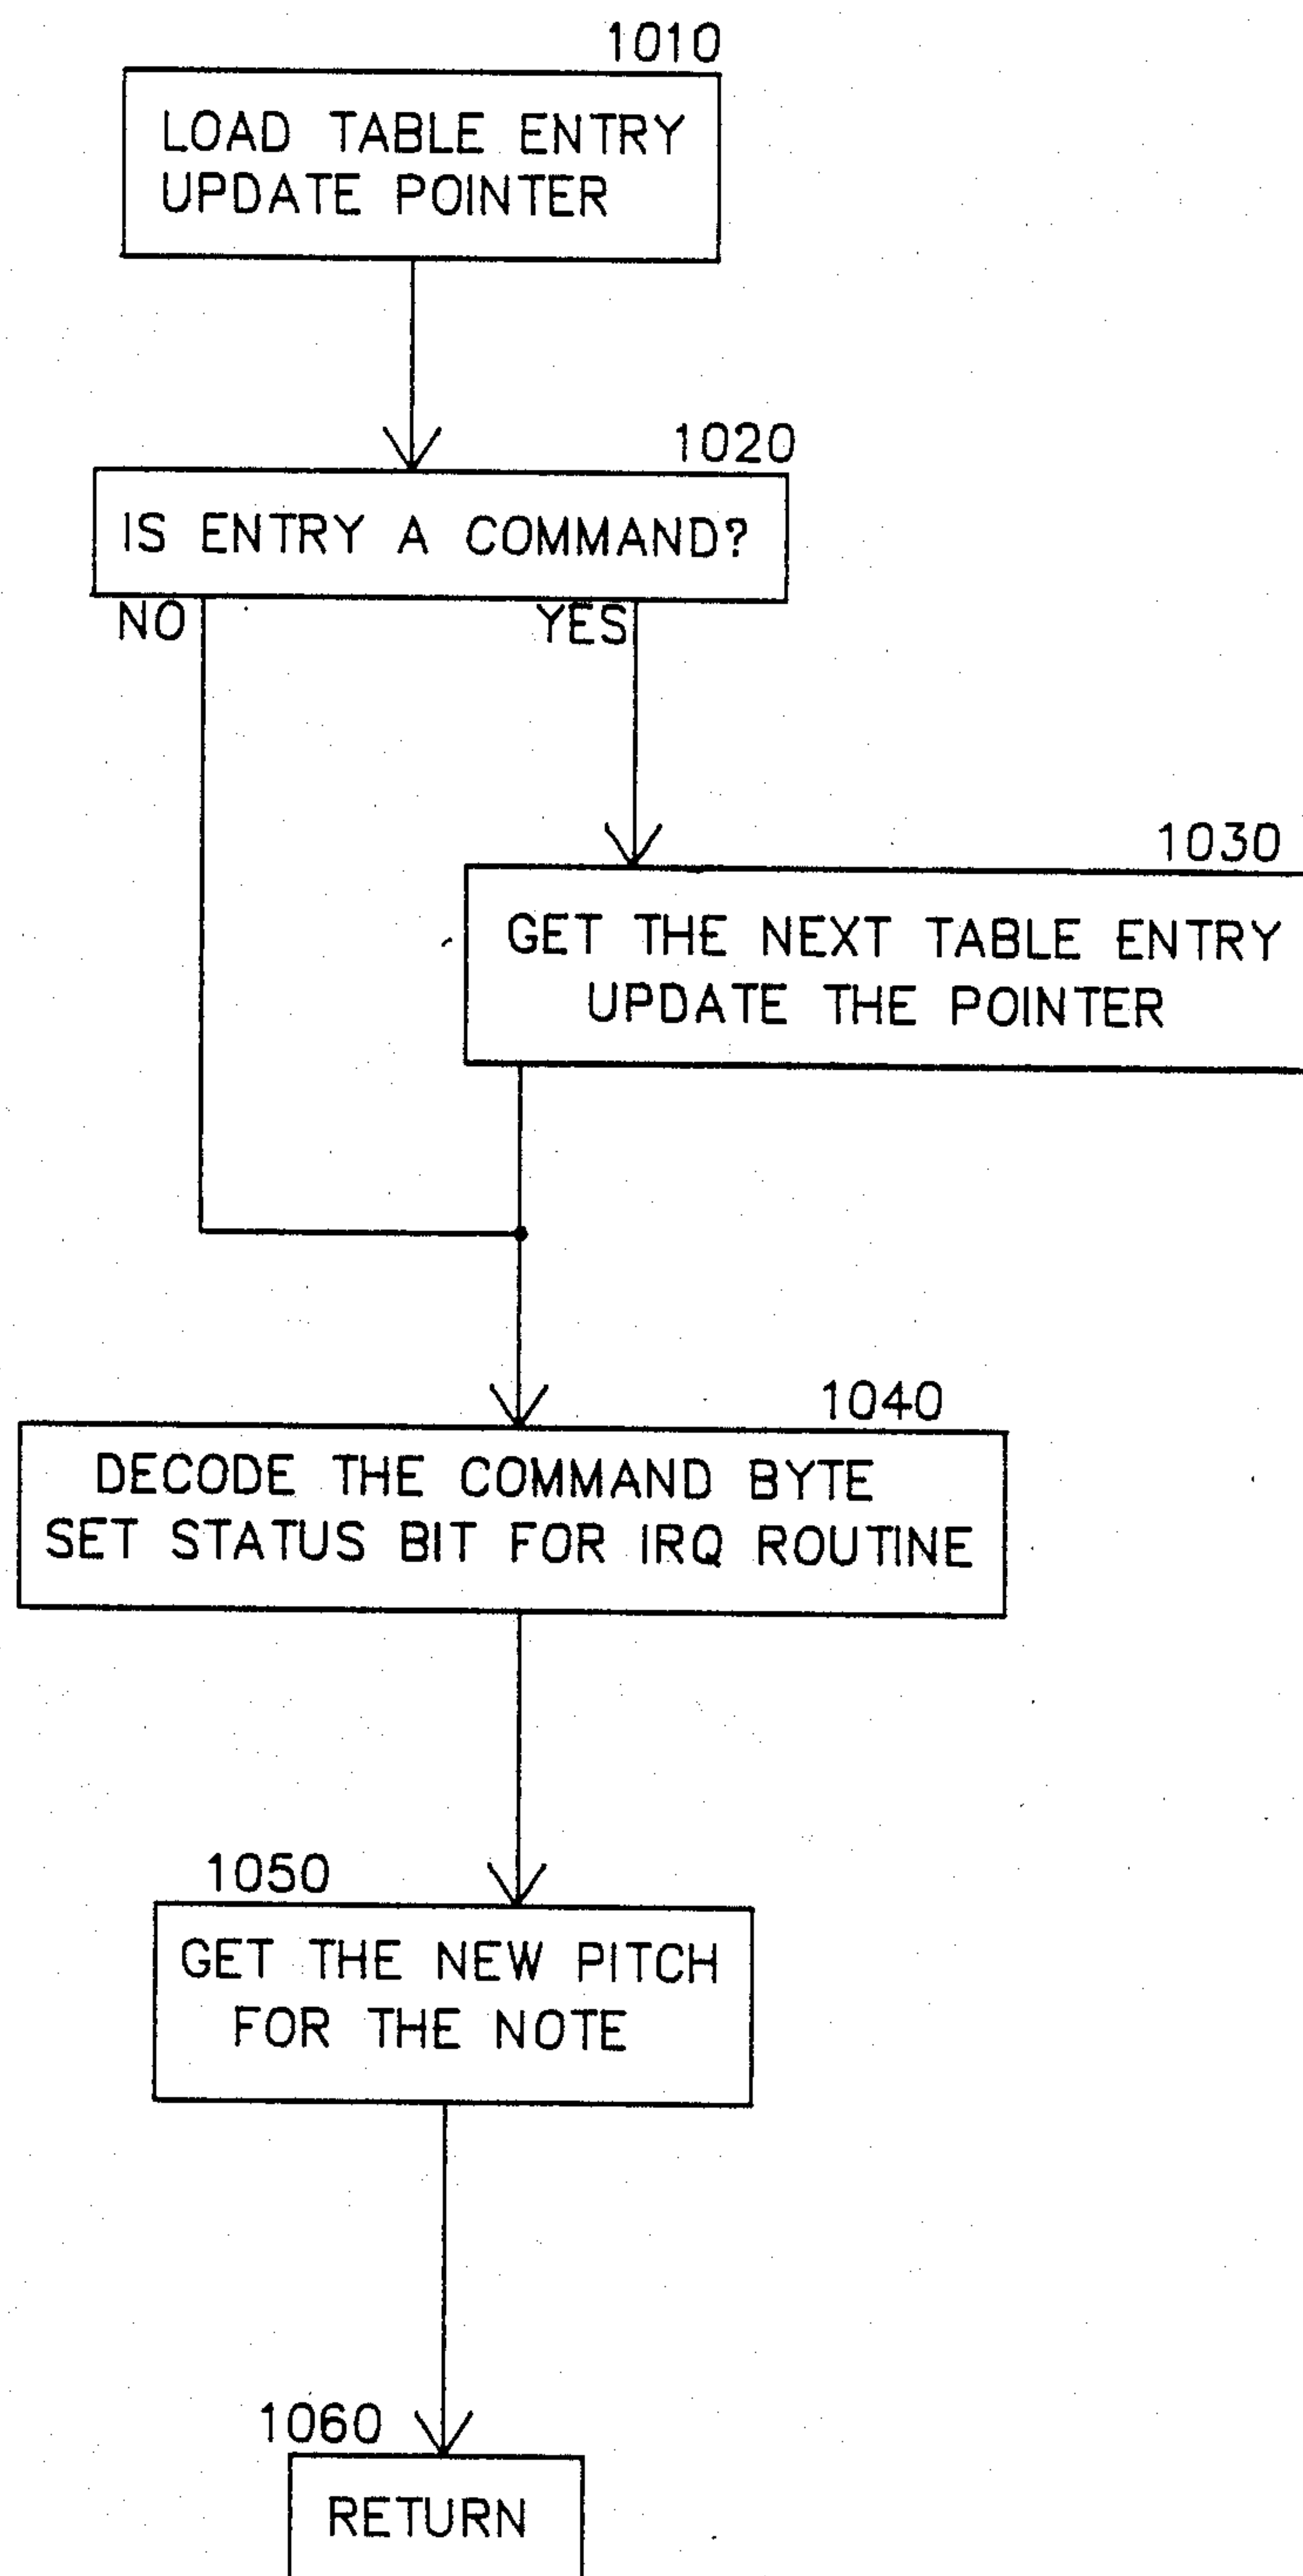 1010
LOAD TABLE ENTRY
UPDATE POINTER
1020
IS ENTRY A COMMAND?
NO YES
1030
GET THE NEXT TABLE ENTRY
UPDATE THE POINTER
1040
DECODE THE COMMAND BYTE
SET STATUS BIT FOR IRQ ROUTINE
1050
GET THE NEW PITCH
FOR THE NOTE
1060
RETURN